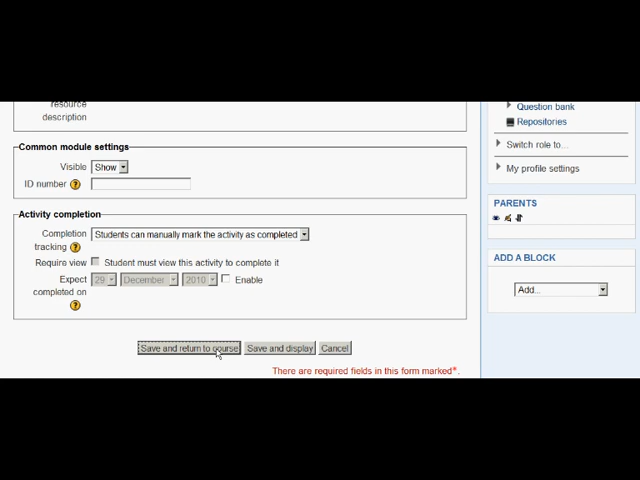 resource
description
Common module settings
Visible Show
ID number
Activity completion
Completion tracking Students can manually mark the activity as completed
Require view Student must view this activity to complete it
Expect completed on 29 December 2010 Enable
Save and return to course Save and display Cancel
There are required fields in this form marked*.
Question bank
Repositories
Switch role to...
My profile settings
PARENTS
ADD A BLOCK
Add...